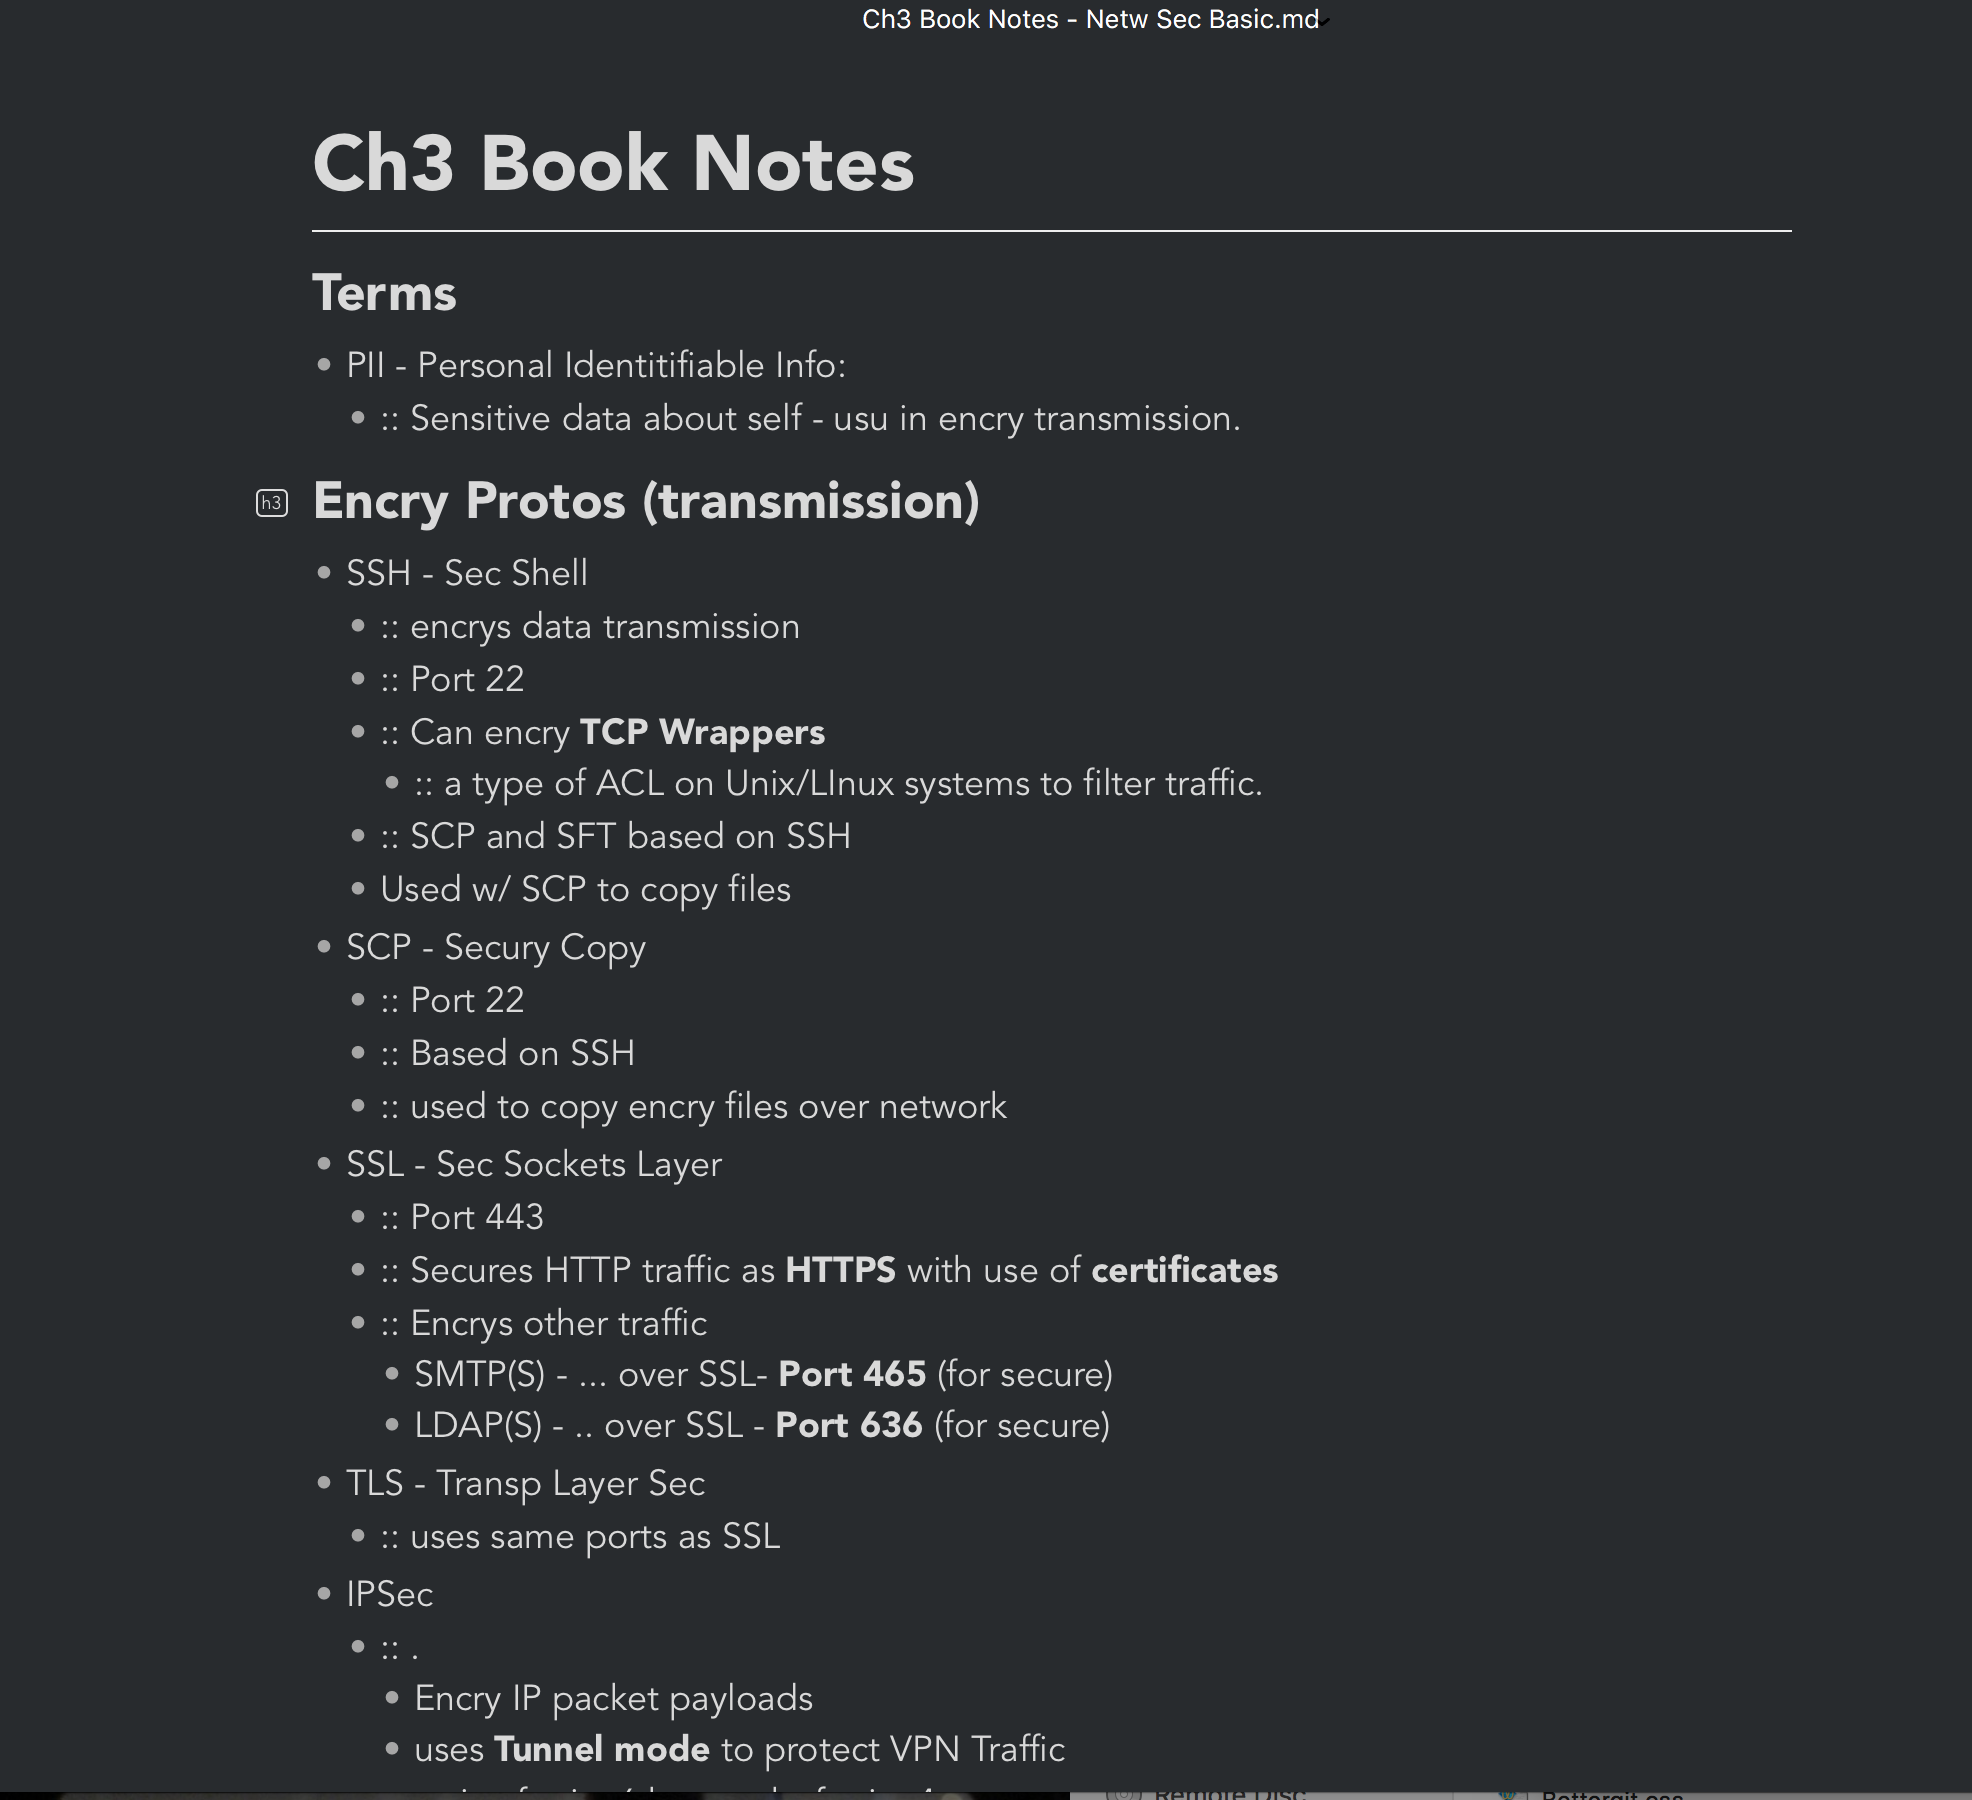 Ch3 Book Notes - Netw Sec Basic.md
Ch3 Book Notes
Terms
• PII - Personal Identitifiable Info:
• :: Sensitive data about self - usu in encry transmission.
h3 Encry Protos (transmission)
• SSH - Sec Shell
• :: encrys data transmission
• :: Port 22
• :: Can encry TCP Wrappers
• :: a type of ACL on Unix/LInux systems to filter traffic.
• :: SCP and SFT based on SSH
• Used w/ SCP to copy files
• SCP - Secury Copy
• :: Port 22
• :: Based on SSH
• :: used to copy encry files over network
• SSL - Sec Sockets Layer
• :: Port 443
• :: Secures HTTP traffic as HTTPS with use of certificates
• :: Encrys other traffic
• SMTP(S) - ... over SSL- Port 465 (for secure)
• LDAP(S) - .. over SSL - Port 636 (for secure)
• TLS - Transp Layer Sec
• :: uses same ports as SSL
• IPSec
• :: .
• Encry IP packet payloads
• uses Tunnel mode to protect VPN Traffic
Remote Disc